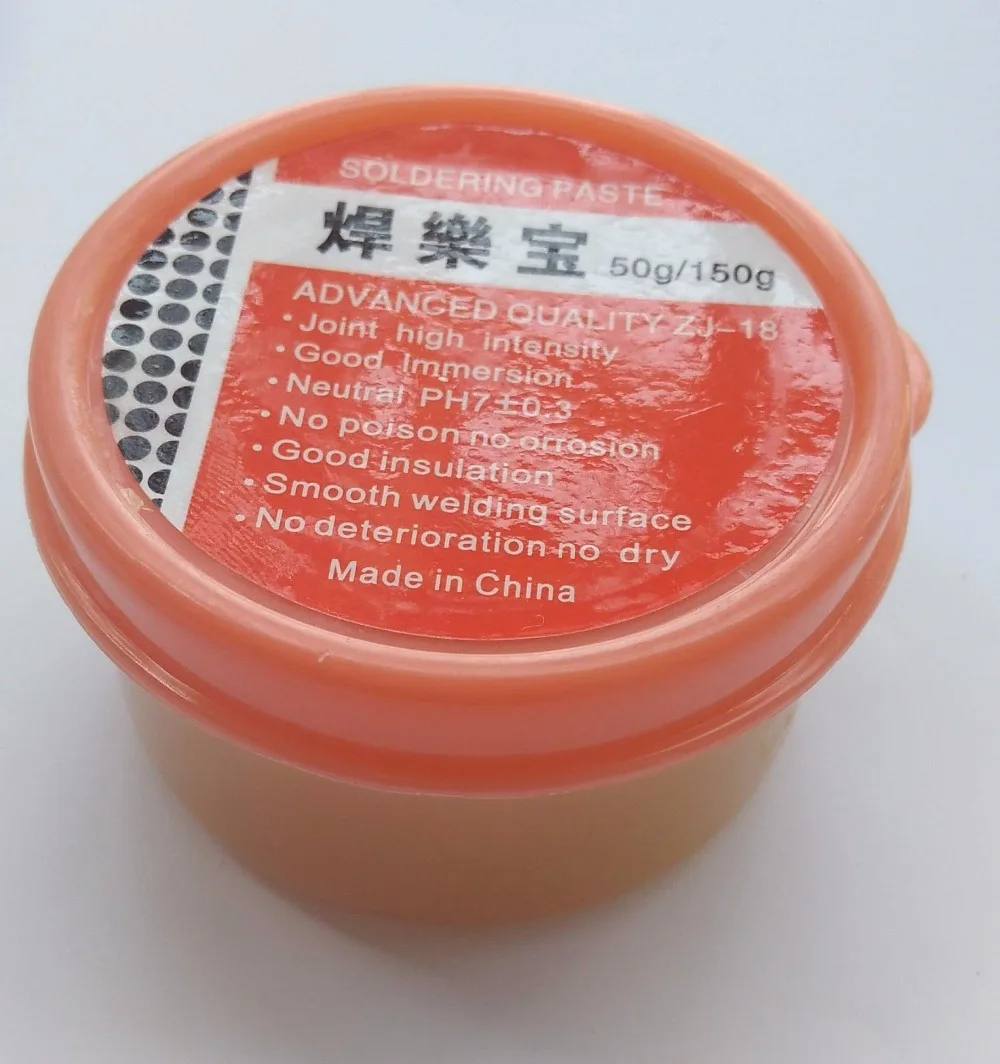 SOLDERING PASTE
焊樂宝 50g/150g
ADVANCED QUALITY ZJ-18
·Joint high intensity
·Good Immersion
·Neutral PH7±0.3
·No poison no orrosion
·Good insulation
·Smooth welding surface
·No deterioration no dry
Made in China